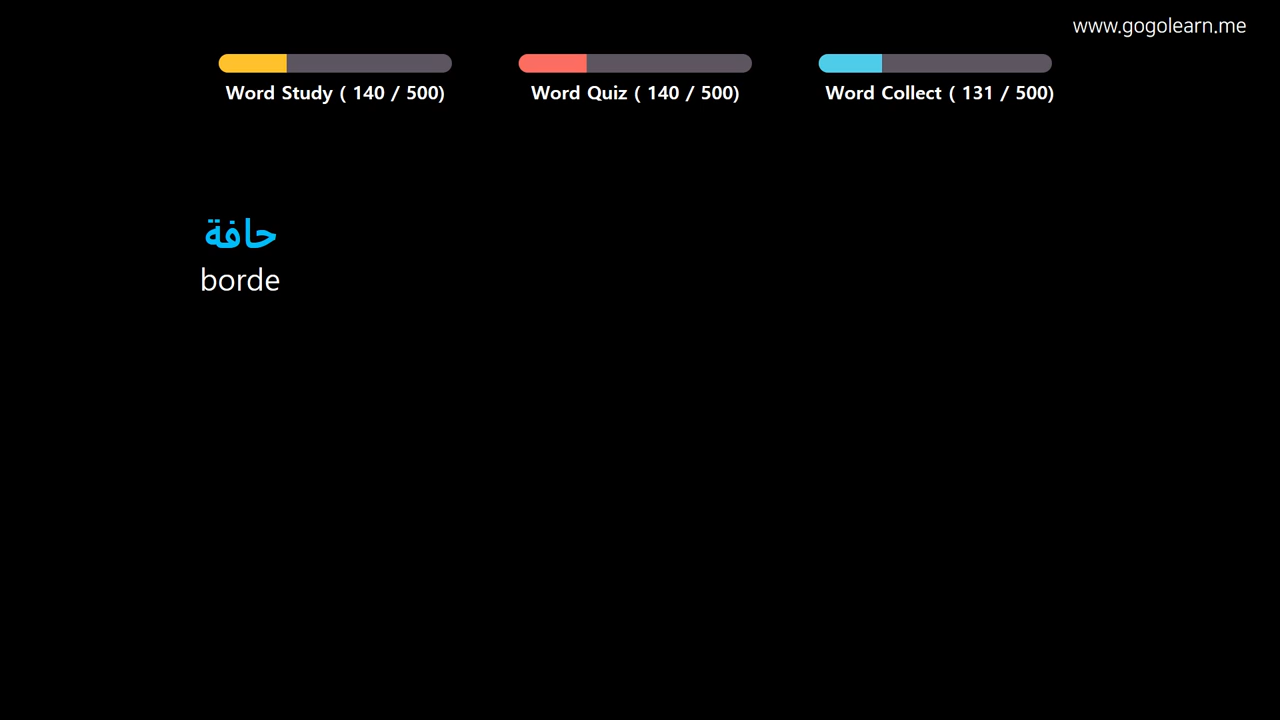 www.gogolearn.me
Word Study ( 140 / 500)
Word Quiz ( 140 / 500)
Word Collect ( 131 / 500)
حافة
borde